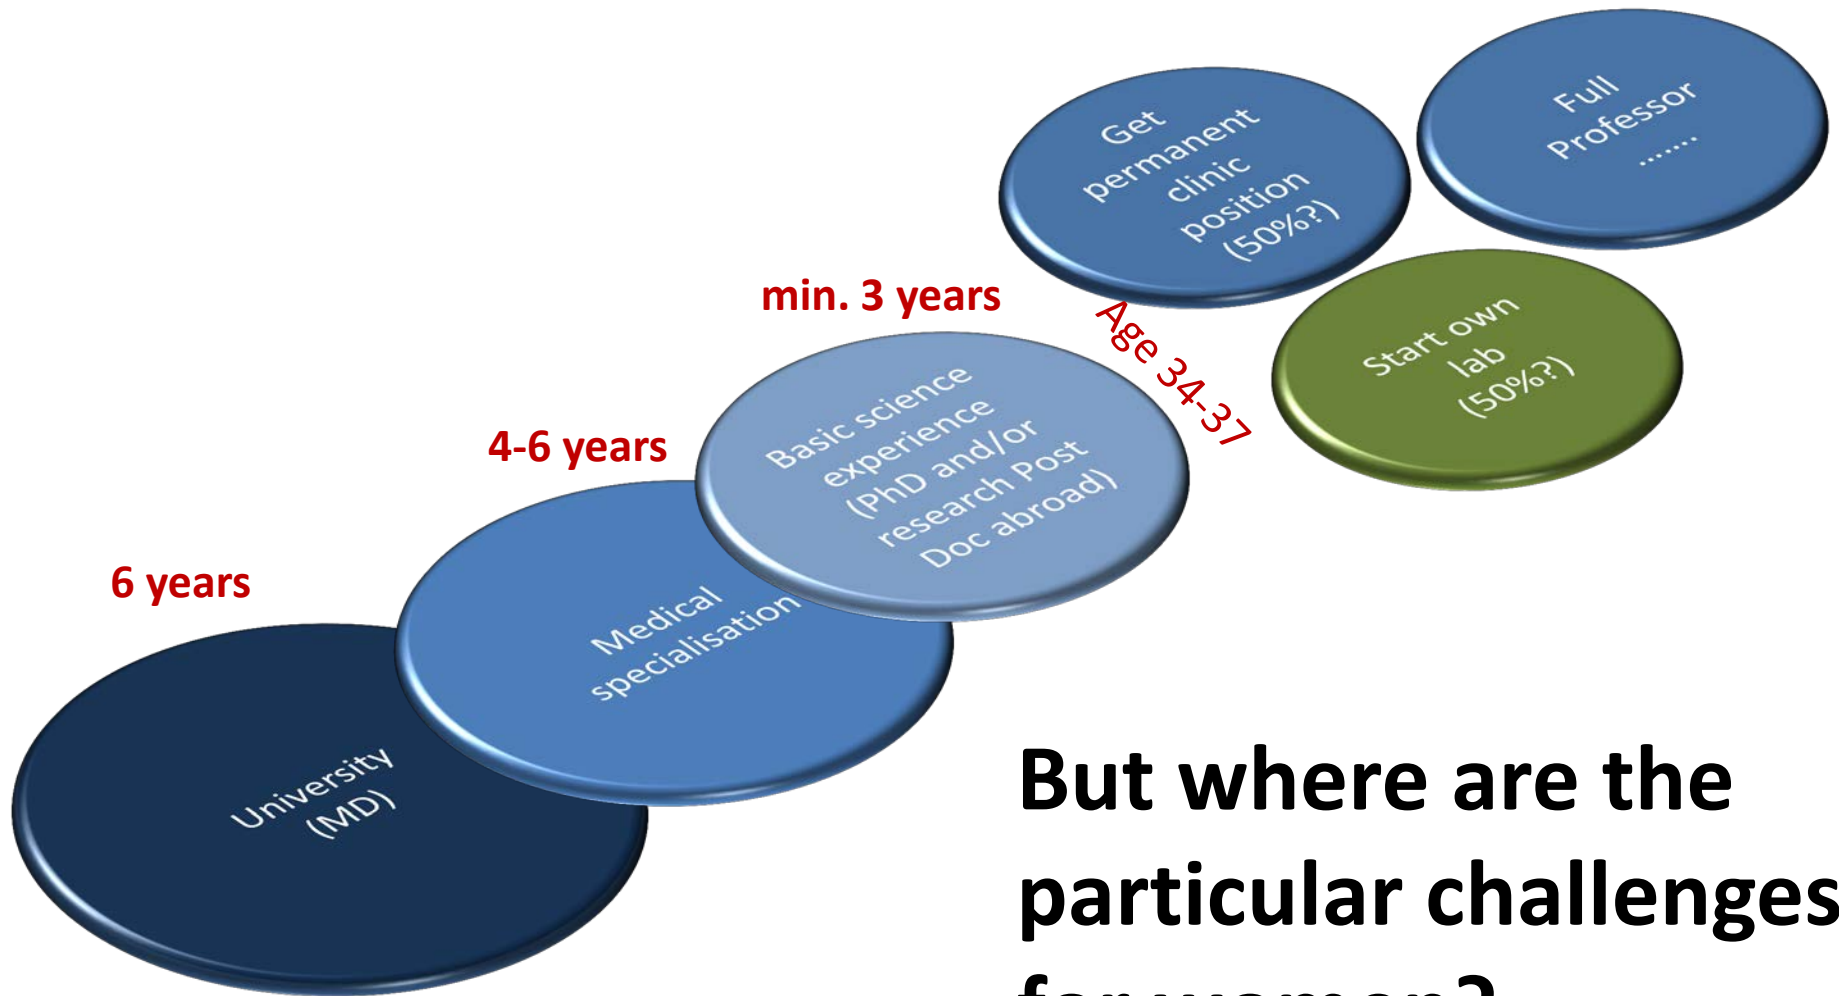 6 years
University
(MD)
4-6 years
Medical
specialisation
min. 3 years
Basic science
experience
(PhD and/or
research Post
Doc abroad)
Age 34-37
Get
permanent
clinic
position
(50%?)
Start own
lab
(50%?)
Full
Professor
.......
But where are the
particular challenges
for women?